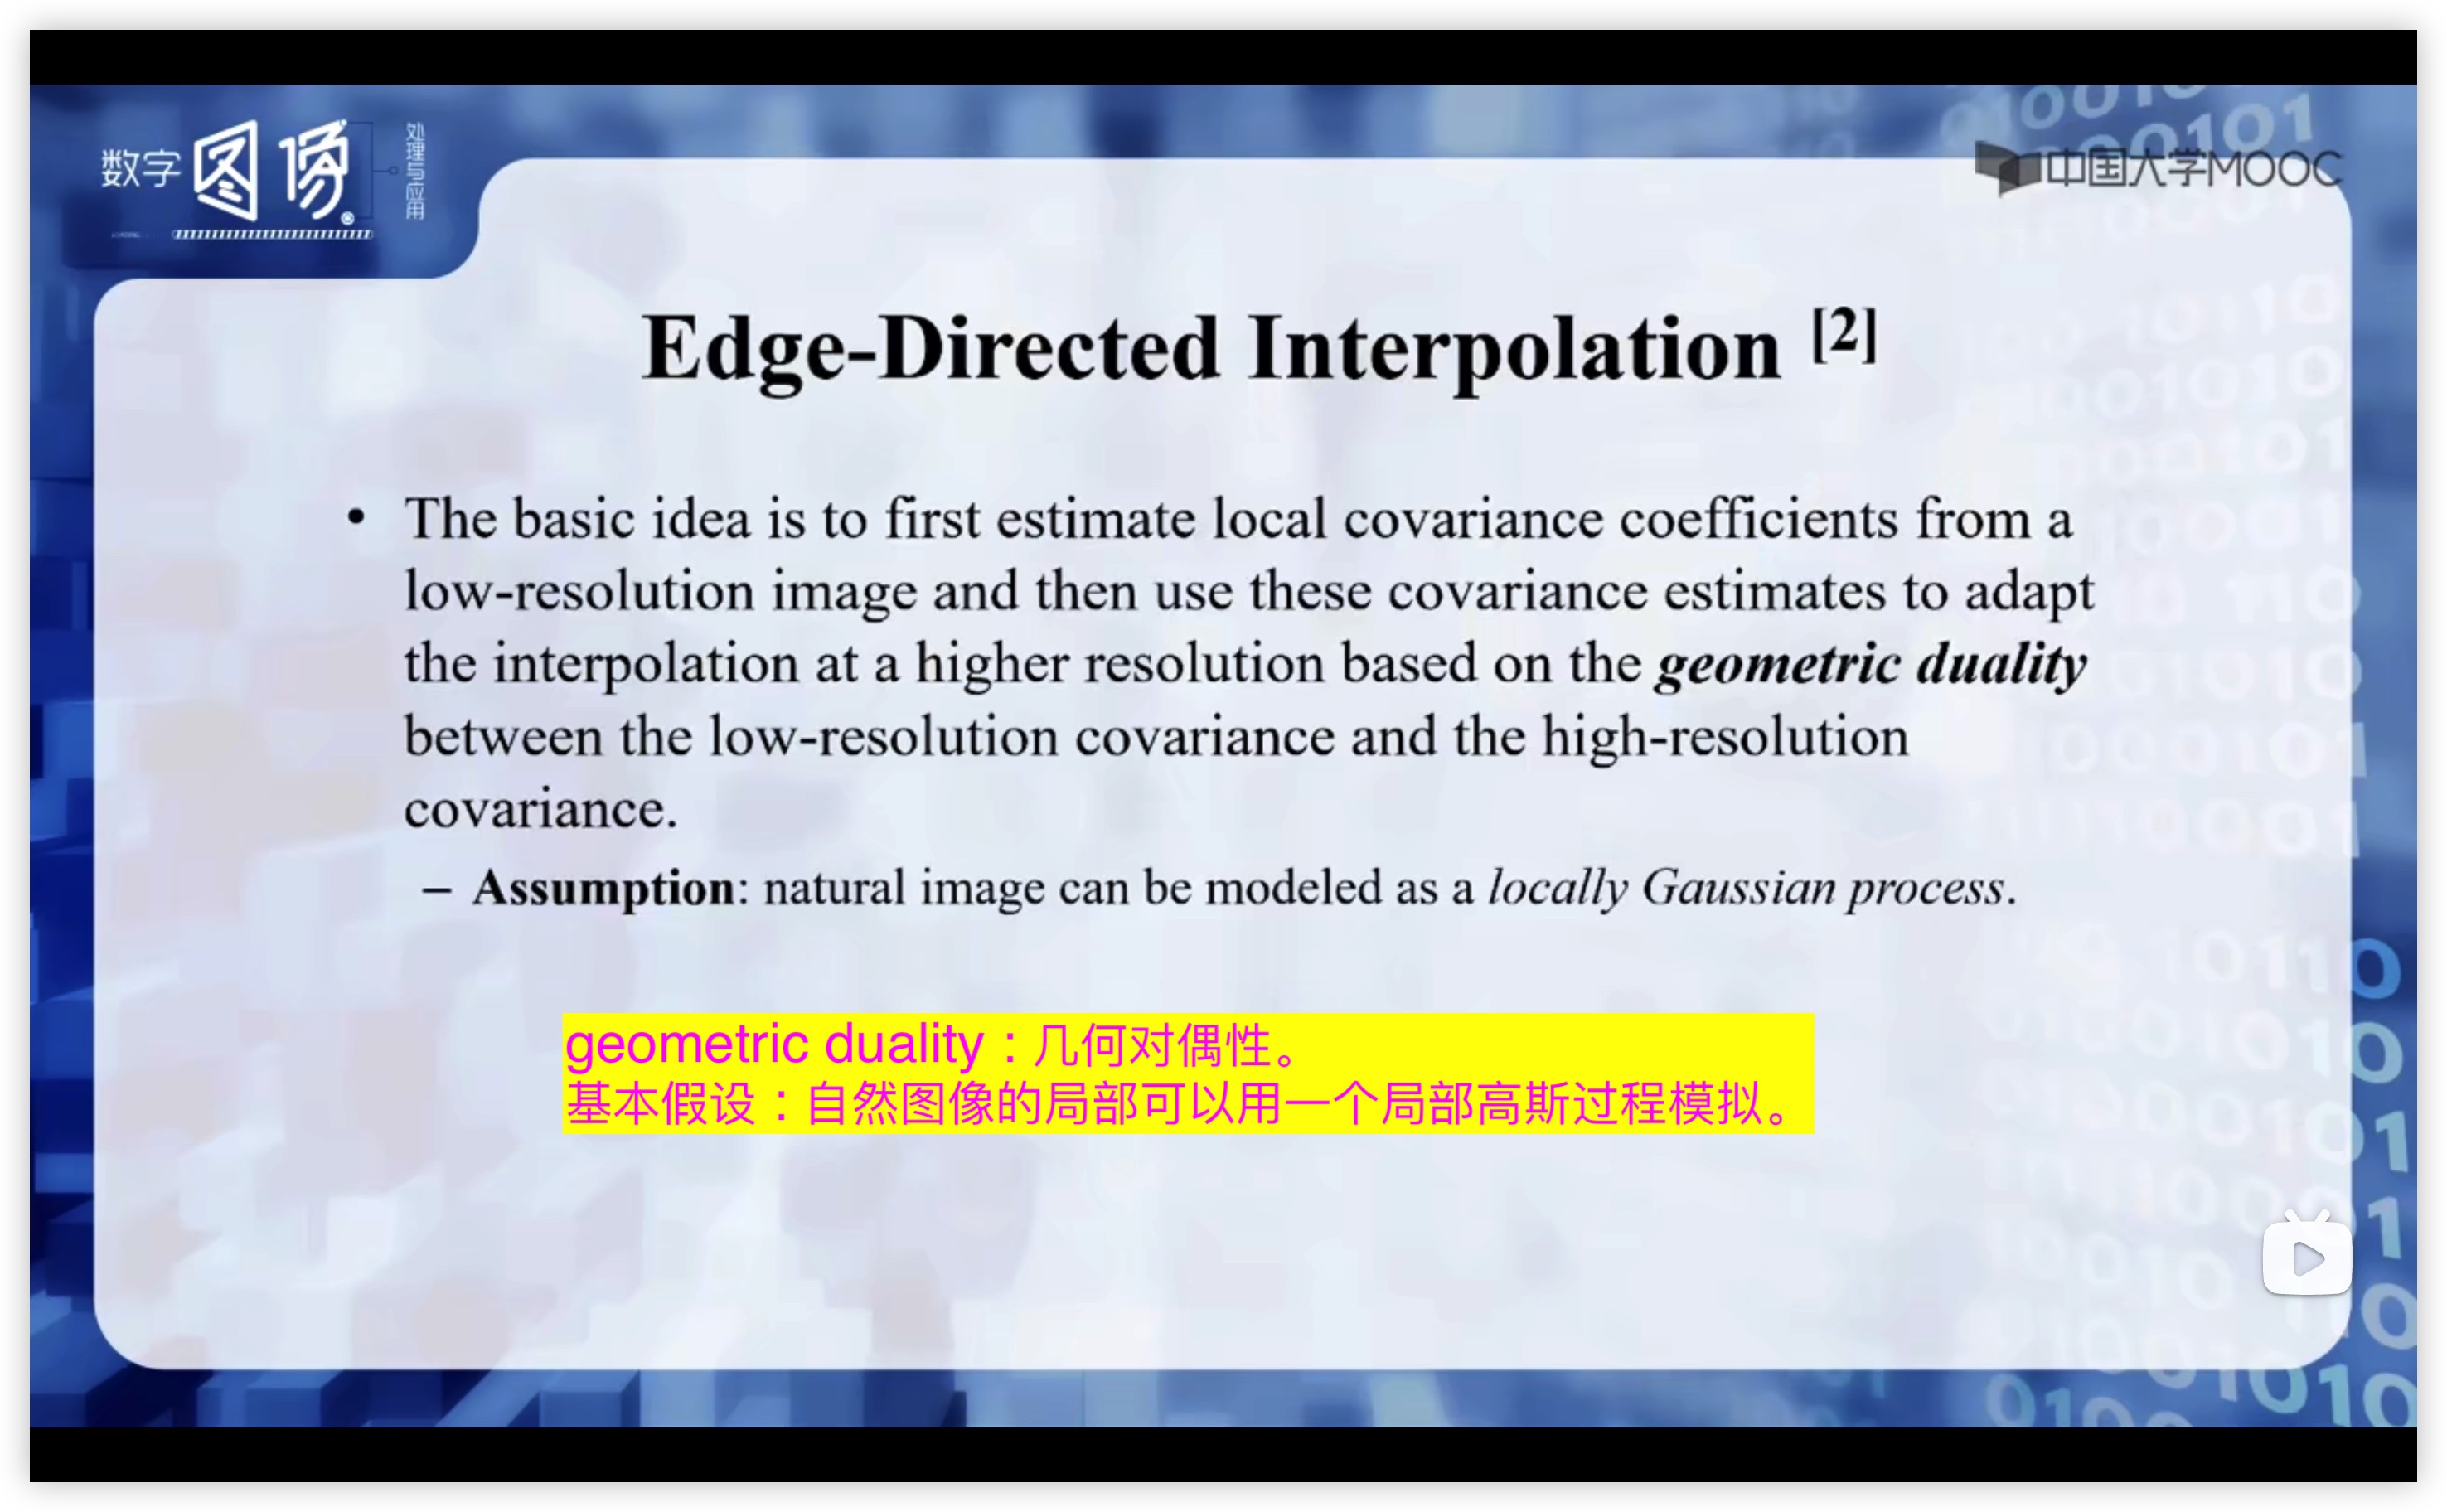 数字图像
处理与应用
中国大学MOOC
Edge-Directed Interpolation [2]
• The basic idea is to first estimate local covariance coefficients from a
low-resolution image and then use these covariance estimates to adapt
the interpolation at a higher resolution based on the geometric duality
between the low-resolution covariance and the high-resolution
covariance.
– Assumption: natural image can be modeled as a locally Gaussian process.
geometric duality：几何对偶性。
基本假设：自然图像的局部可以用一个局部高斯过程模拟。